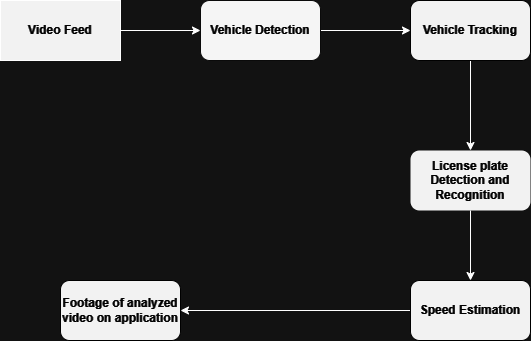 Video Feed
Vehicle Detection
Vehicle Tracking
License plate
Detection and
Recognition
Speed Estimation
Footage of analyzed
video on application